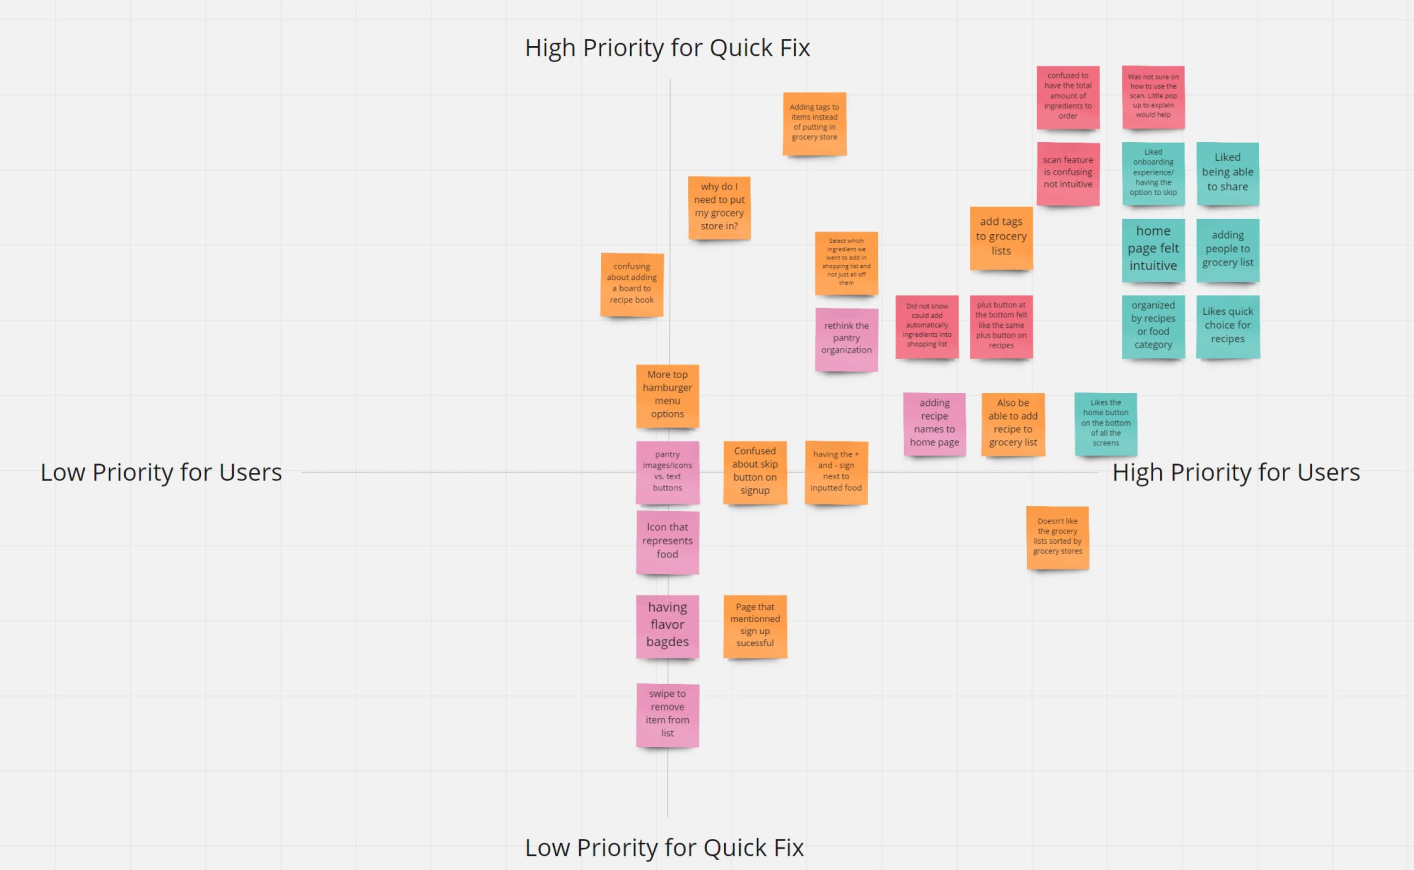 High Priority for Quick Fix
confused to
have the total
amount of
ingredients to
order
Was not sure on
how to use the
scan. Little pop
up to explain
would help
Adding tags to
items instead
of putting in
grocery store
scan feature
is confusing
not intuitive
Liked
onboarding
experience/
having the
option to skip
Liked
being able
to share
why do I
need to put
my grocery
store in?
add tags
to grocery
lists
home
page felt
intuitive
adding
people to
grocery list
Select which
ingredient we
want to add in
shopping list and
not just all off
them
confusing
about adding
a board to
recipe book
Did not know
could add
automatically
ingredients into
shopping list
plus button at
the bottom felt
like the same
plus button on
recipes
organized
by recipes
or food
category
Likes quick
choice for
recipes
rethink the
pantry
organization
More top
hamburger
menu
options
adding
recipe
names to
home page
Also be
able to add
recipe to
grocery list
Likes the
home button
on the bottom
of all the
screens
Low Priority for Users
pantry
images/icons
vs. text
buttons
Confused
about skip
button on
signup
having the +
and - sign
next to
inputted food
High Priority for Users
Icon that
represents
food
Doesn't like
the grocery
lists sorted by
grocery stores
having
flavor
bagdes
Page that
mentionned
sign up
sucessful
swipe to
remove
item from
list
Low Priority for Quick Fix